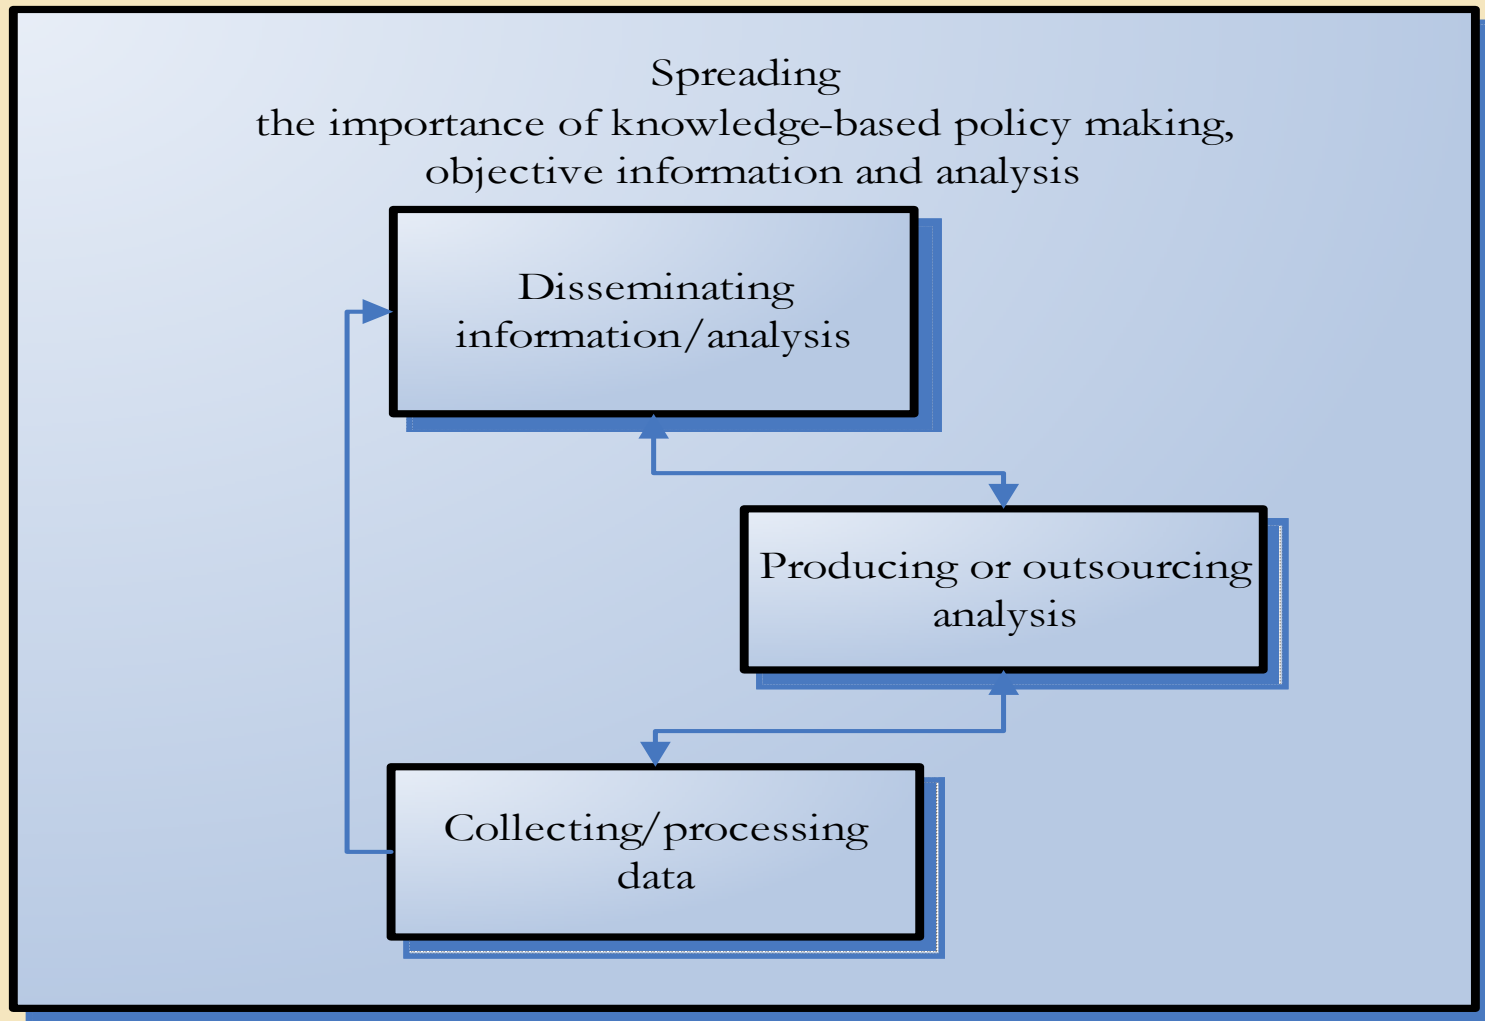 Spreading
the importance of knowledge-based policy making,
objective information and analysis
Disseminating
information/analysis
Producing or outsourcing
analysis
Collecting/processing
data